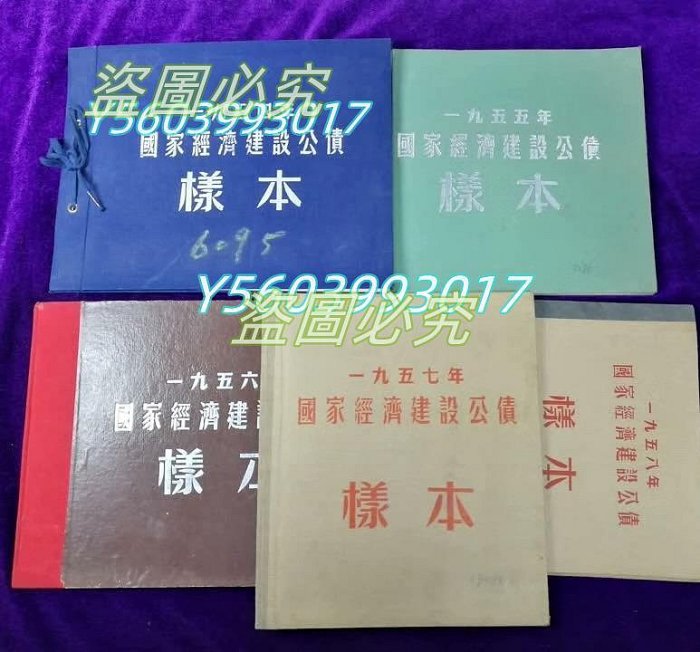 盜圖必究
Y5603993017
國家經濟建設公債
樣本
6095
一九五五年
國家經濟建設公債
樣本
Y5603993017
盜圖必究
一九五六
國家經濟建
樣
一九五七年
國家經濟建設公債
樣本
一九五八年
國家經濟建設公債
樣本